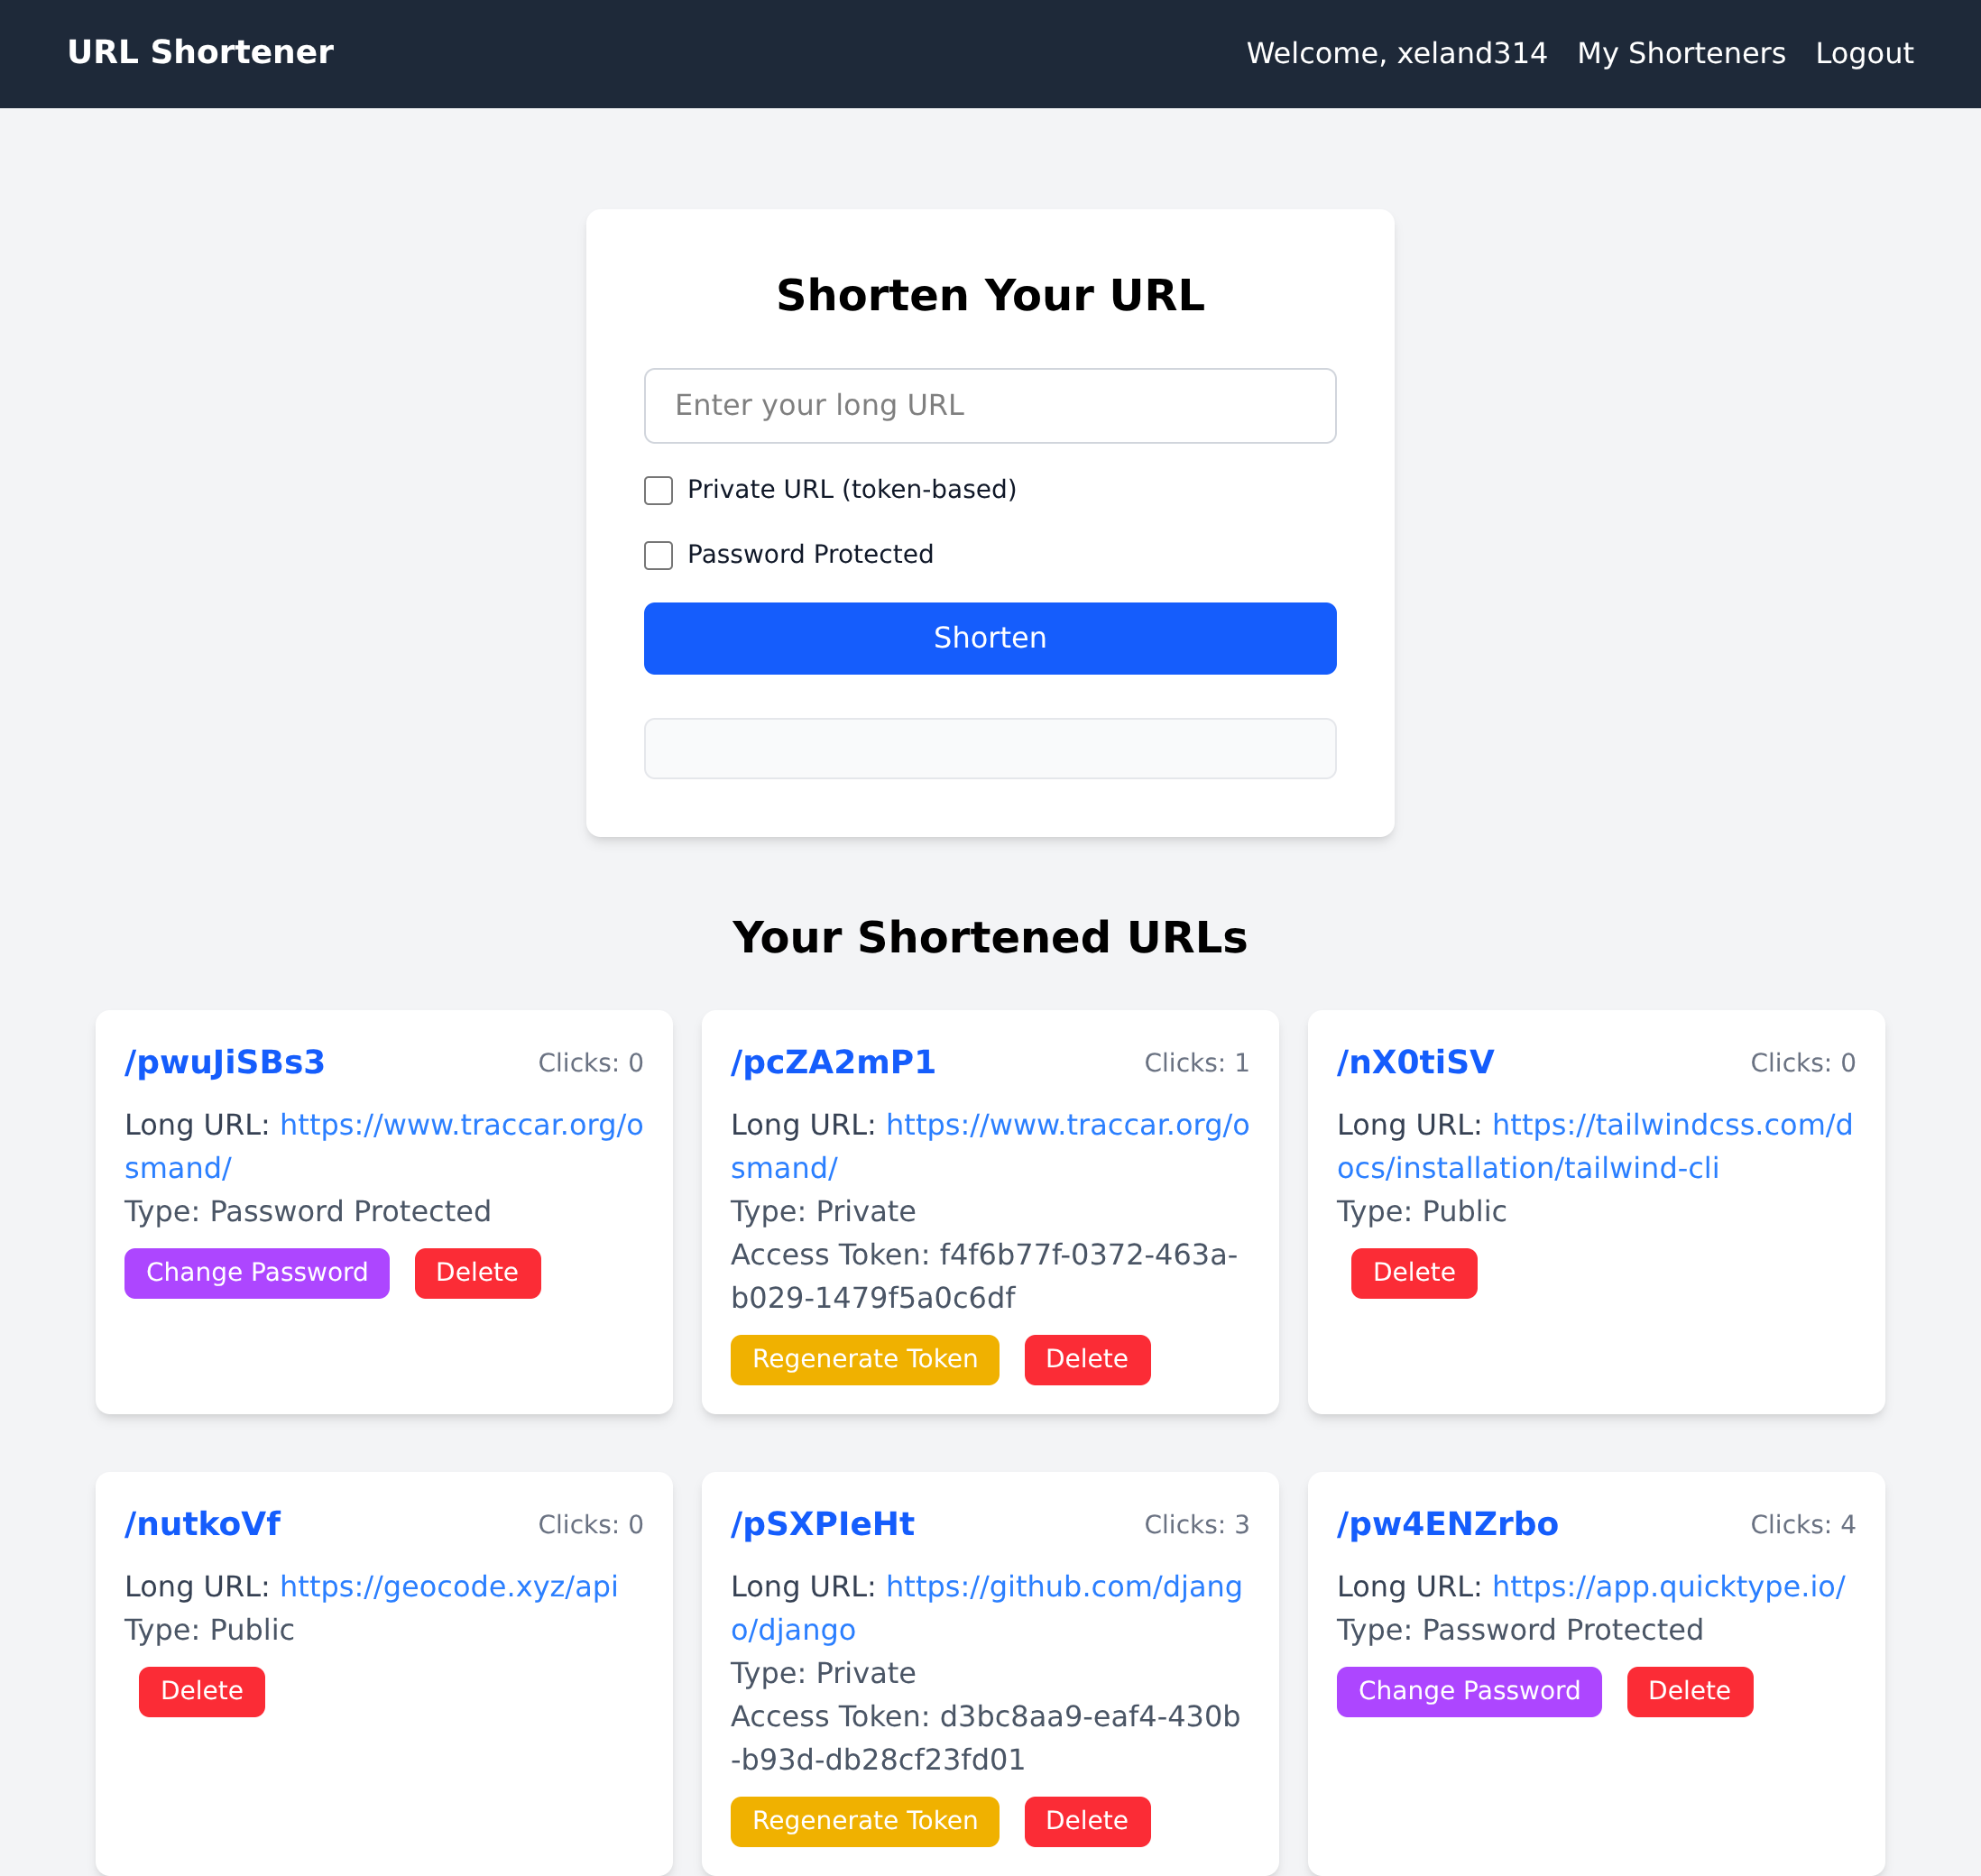 URL Shortener
Welcome, xeland314 My Shorteners Logout
Shorten Your URL
Enter your long URL
Private URL (token-based)
Password Protected
Shorten
Your Shortened URLs
/pwuJiSBs3 Clicks: 0
Long URL: https://www.traccar.org/o
smand/
Type: Password Protected
Change Password Delete
/pcZA2mP1 Clicks: 1
Long URL: https://www.traccar.org/o
smand/
Type: Private
Access Token: f4f6b77f-0372-463a-
b029-1479f5a0c6df
Regenerate Token Delete
/nX0tiSV Clicks: 0
Long URL: https://tailwindcss.com/d
ocs/installation/tailwind-cli
Type: Public
Delete
/nutkoVf Clicks: 0
Long URL: https://geocode.xyz/api
Type: Public
Delete
/pSXPIeHt Clicks: 3
Long URL: https://github.com/djang
o/django
Type: Private
Access Token: d3bc8aa9-eaf4-430b
-b93d-db28cf23fd01
Regenerate Token Delete
/pw4ENZrbo Clicks: 4
Long URL: https://app.quicktype.io/
Type: Password Protected
Change Password Delete